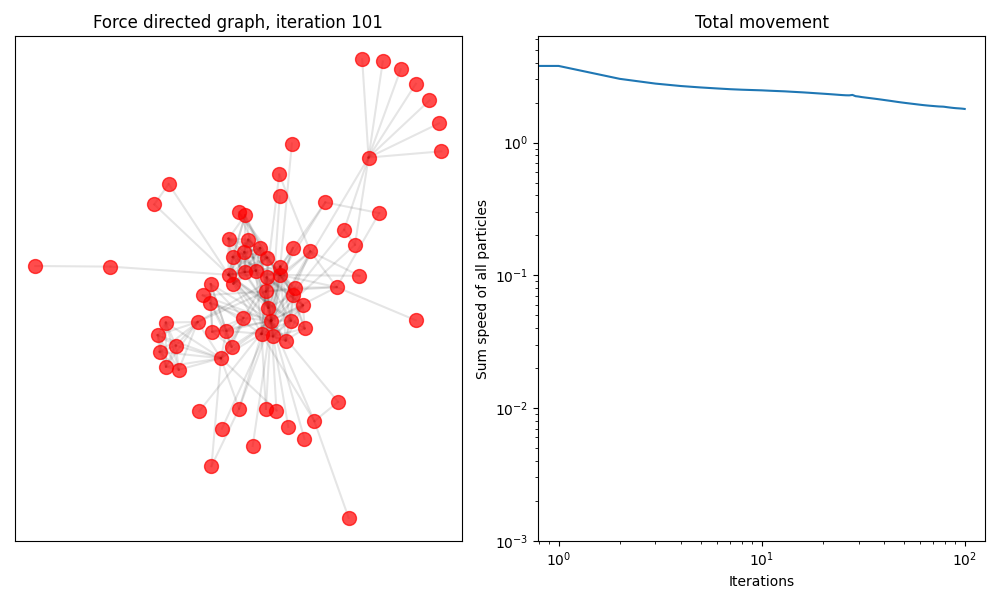 Force directed graph, iteration 101
Total movement
Sum speed of all particles
10⁰
10⁻¹
10⁻²
10⁻³
10⁰
10¹
10²
Iterations